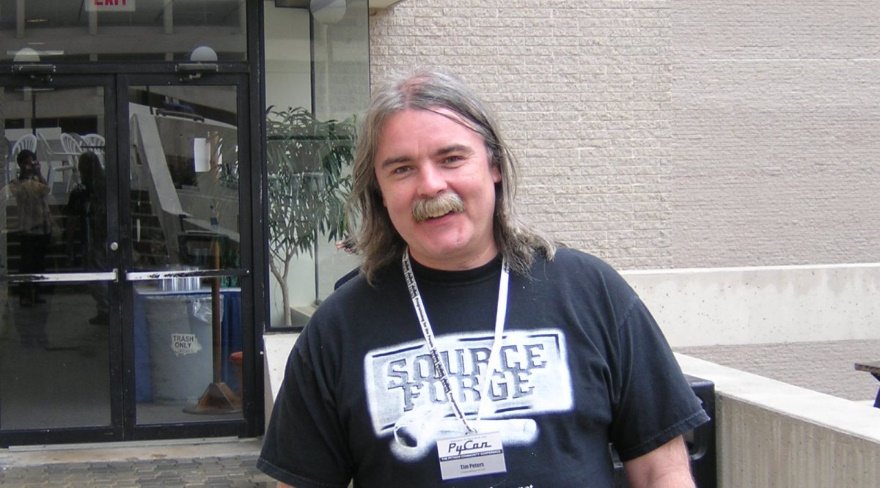 EXIT
TRASH
ONLY
SOURCE
FORGE
PyCon
Tim Peters